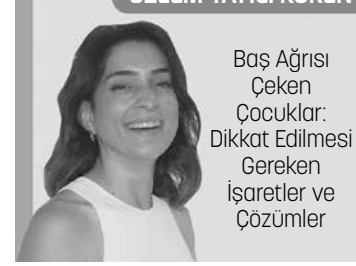 Baş Ağrısı
Çeken
Çocuklar:
Dikkat Edilmesi
Gereken
İşaretler ve
Çözümler